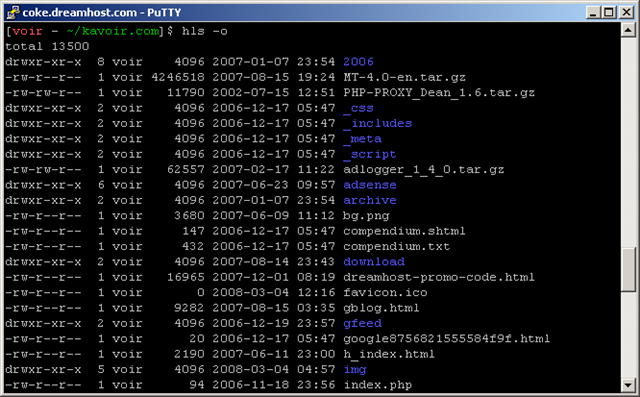 coke.dreamhost.com - PuTTY
[voir - ~/kavoir.com]$ hls -o
total 13500
drwxr-xr-x 8 voir 4096 2007-01-07 23:54 2006
-rw-r--r-- 1 voir 4246518 2007-08-15 19:24 MT-4.0-en.tar.gz
-rw-rw-r-- 1 voir 11790 2002-07-15 12:51 PHP-PROXY_Dean_1.6.tar.gz
drwxr-xr-x 2 voir 4096 2006-12-17 05:47 _css
drwxr-xr-x 2 voir 4096 2006-12-17 05:47 _includes
drwxr-xr-x 2 voir 4096 2006-12-17 05:47 _meta
drwxr-xr-x 2 voir 4096 2006-12-17 05:47 _script
-rw-r--r-- 1 voir 62557 2007-02-17 11:22 adlogger_1_4_0.tar.gz
drwxr-xr-x 6 voir 4096 2007-06-23 09:57 adsense
drwxr-xr-x 2 voir 4096 2007-01-07 23:54 archive
-rw-r--r-- 1 voir 3680 2007-06-09 11:12 bg.png
-rw-r--r-- 1 voir 147 2006-12-17 05:47 compendium.shtml
-rw-r--r-- 1 voir 432 2006-12-17 05:47 compendium.txt
drwxr-xr-x 2 voir 4096 2007-08-14 23:43 download
-rw-r--r-- 1 voir 16965 2007-12-01 08:19 dreamhost-promo-code.html
-rw-r--r-- 1 voir 0 2008-03-04 12:16 favicon.ico
-rw-r--r-- 1 voir 9282 2007-08-15 03:35 gblog.html
drwxr-xr-x 2 voir 4096 2006-12-19 23:57 gfeed
-rw-r--r-- 1 voir 20 2006-12-17 05:47 google8756821555584f9f.html
-rw-r--r-- 1 voir 2190 2007-06-11 23:00 h_index.html
drwxr-xr-x 5 voir 4096 2008-03-04 04:57 img
-rw-r--r-- 1 voir 94 2006-11-18 23:56 index.php